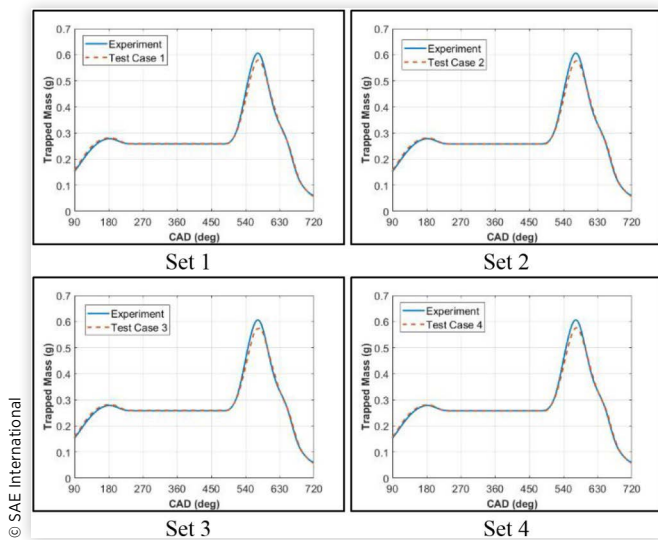 0.7
0.6
0.5
0.4
0.3
0.2
0.1
0
Trapped Mass (g)
Experiment
Test Case 1
90 180 270 360 450 540 630 720
CAD (deg)
Set 1
0.7
0.6
0.5
0.4
0.3
0.2
0.1
0
Trapped Mass (g)
Experiment
Test Case 2
90 180 270 360 450 540 630 720
CAD (deg)
Set 2
0.7
0.6
0.5
0.4
0.3
0.2
0.1
0
Trapped Mass (g)
Experiment
Test Case 3
90 180 270 360 450 540 630 720
CAD (deg)
Set 3
0.7
0.6
0.5
0.4
0.3
0.2
0.1
0
Trapped Mass (g)
Experiment
Test Case 4
90 180 270 360 450 540 630 720
CAD (deg)
Set 4
© SAE International